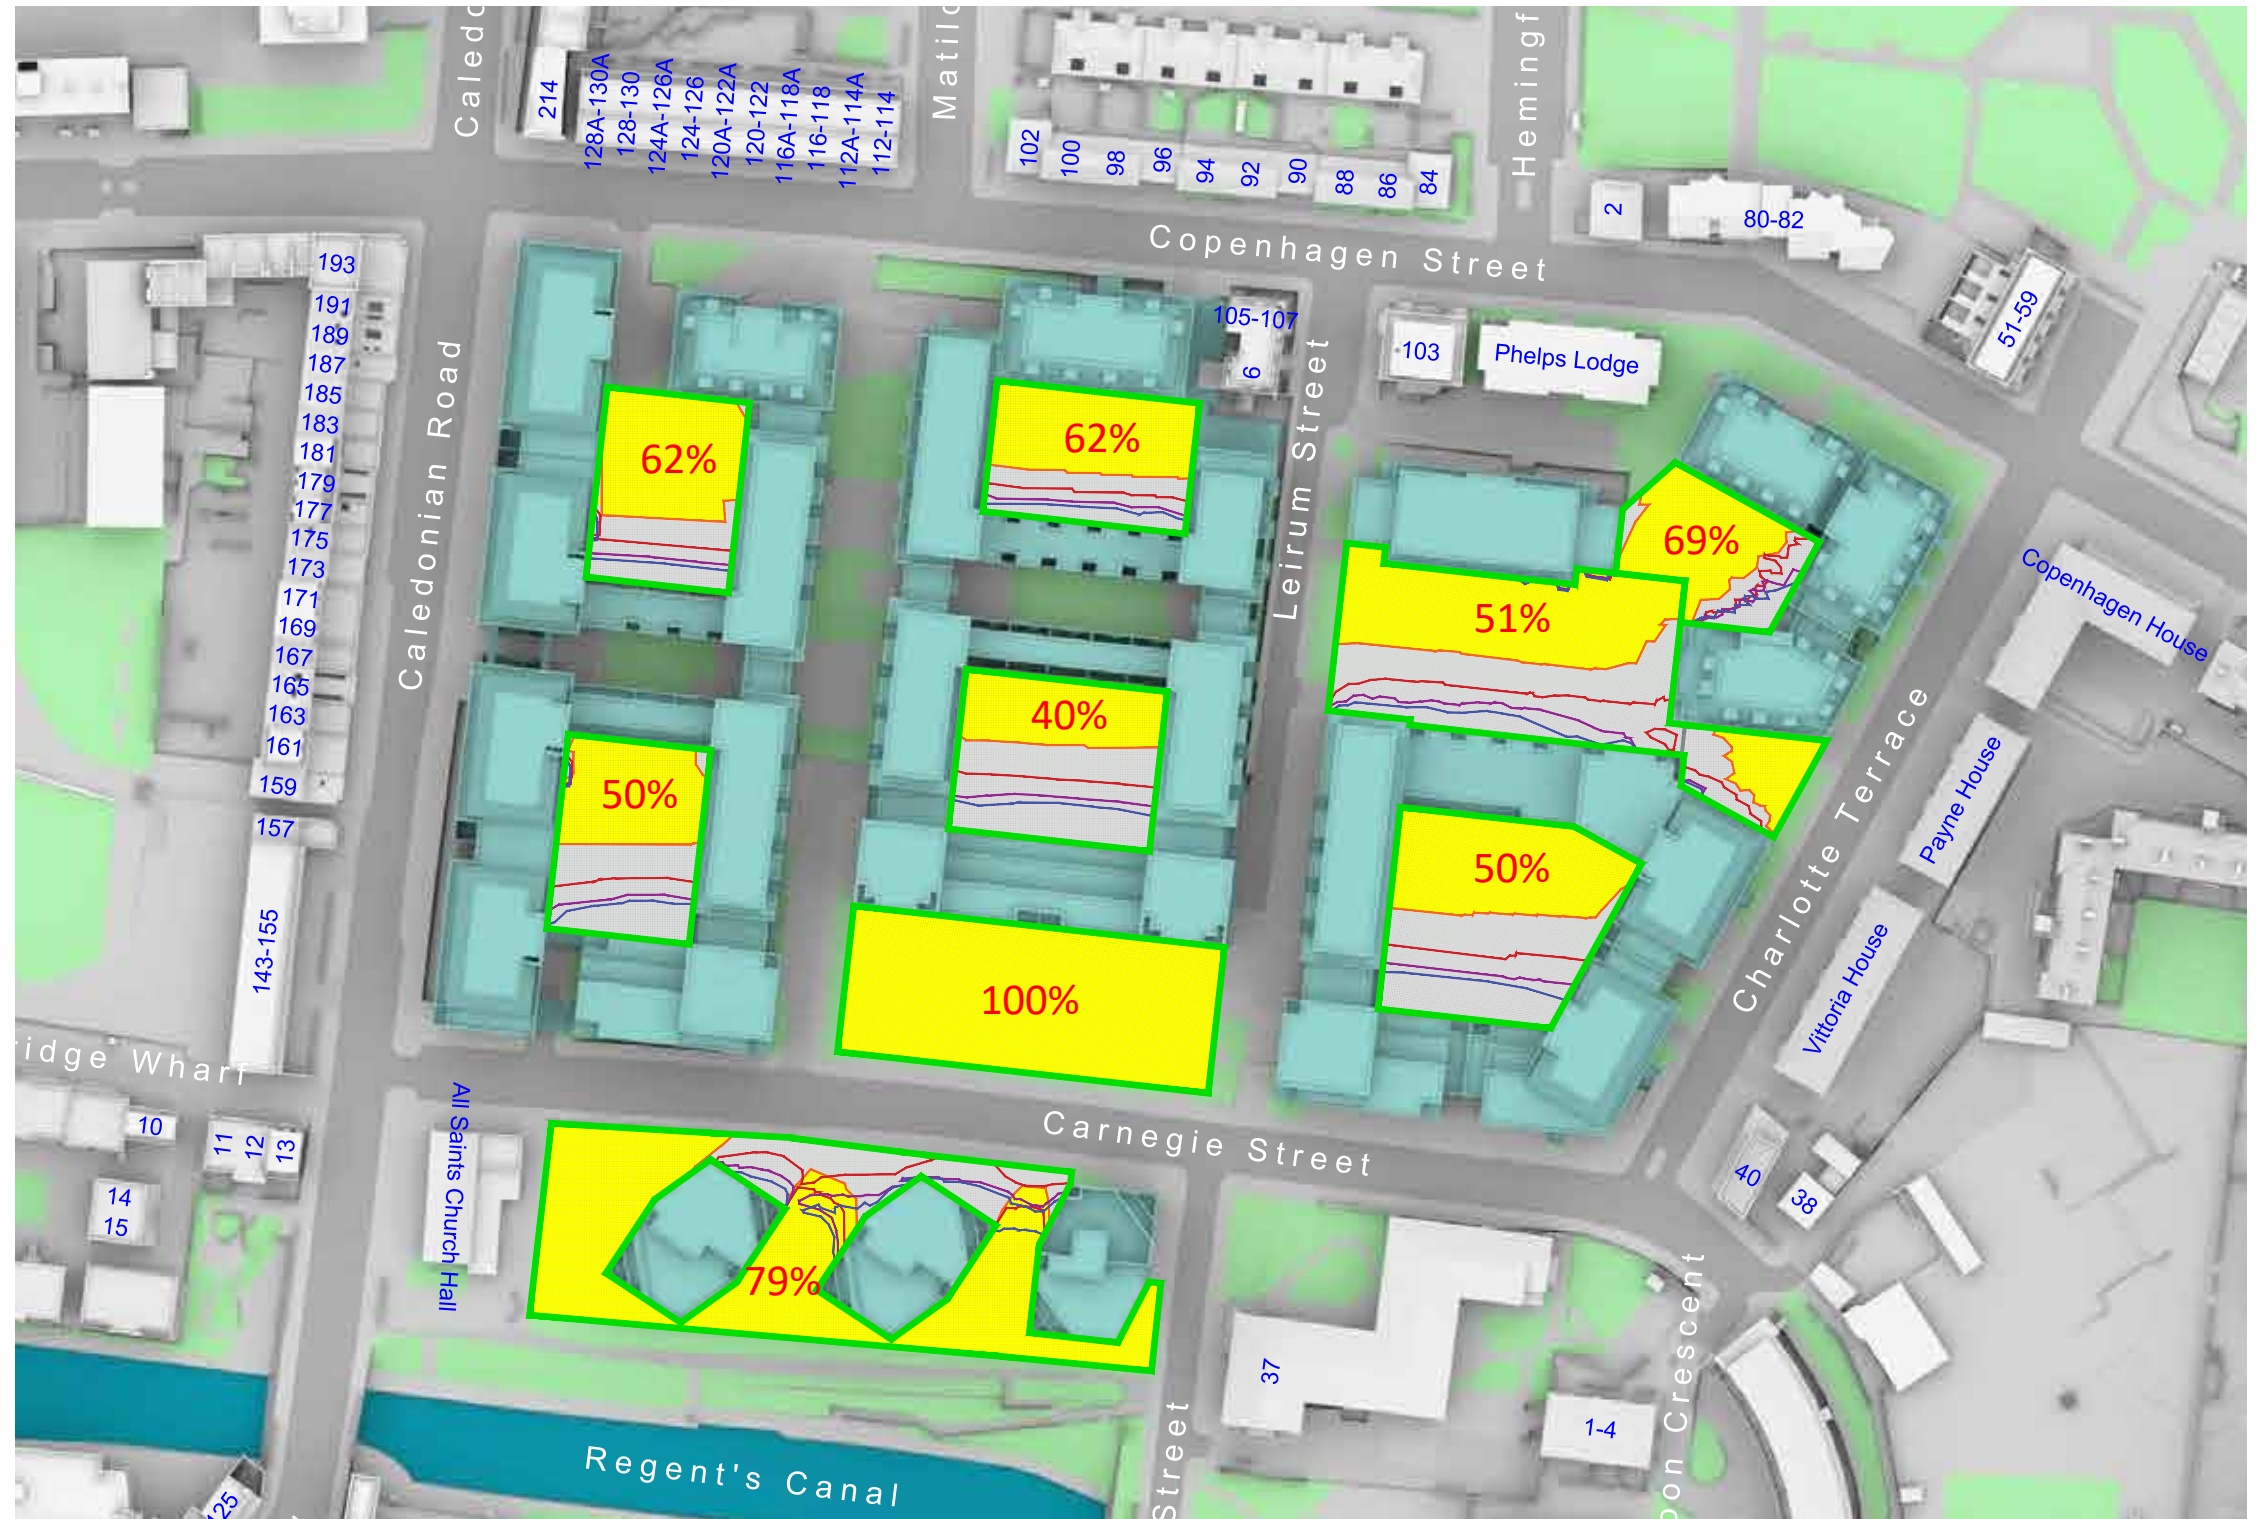 Caledo
Matild
Hemingf
214
128A-130A
128-130
124A-126A
124-126
120A-122A
120-122
116A-118A
116-118
112A-114A
112-114
102
100
98
96
94
92
90
88
86
84
2
80-82
51-59
Copenhagen Street
193
191
189
187
185
183
181
179
177
175
173
171
169
167
165
163
161
159
157
143-155
Caledonian Road
105-107
6
103
Phelps Lodge
Leirum Street
62%
62%
69%
51%
40%
50%
50%
100%
79%
Copenhagen House
Payne House
Vittoria House
Charlotte Terrace
ridge Wharf
All Saints Church Hall
Carnegie Street
10
11
12
13
14
15
40
38
37
1-4
oon Crescent
Street
Regent's Canal
125